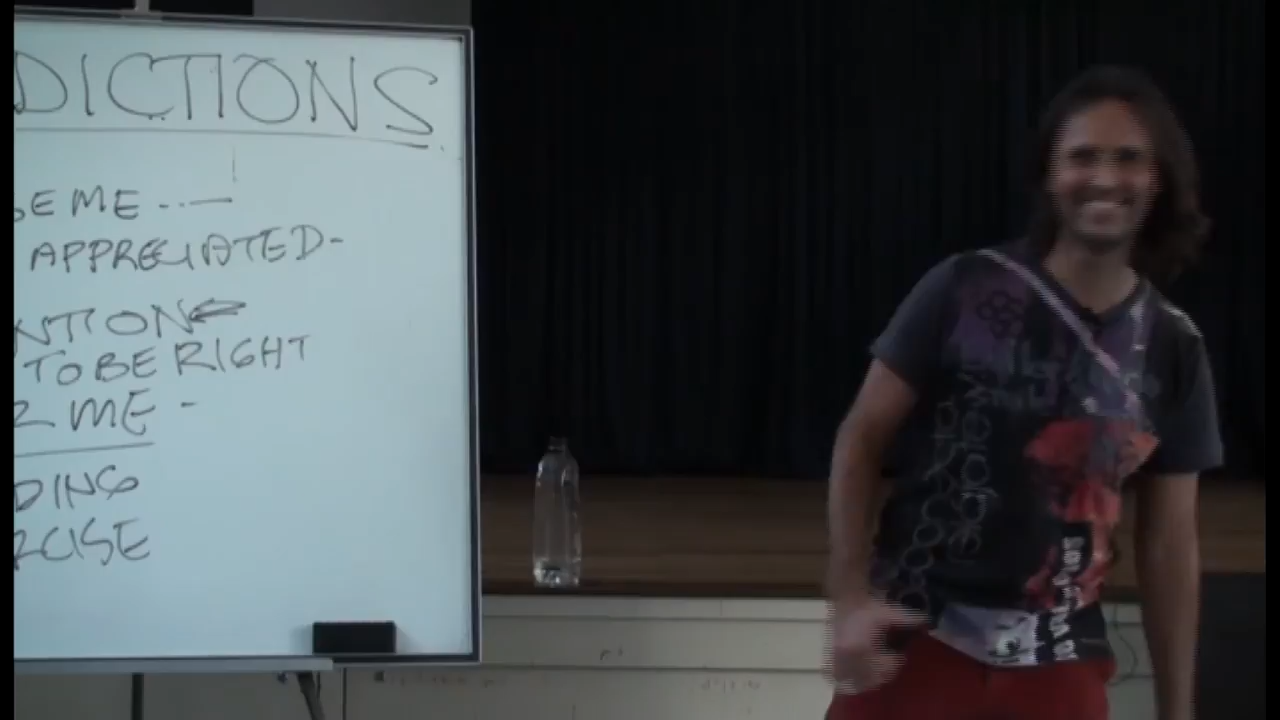 DICTIONS
SEME ..—
APPRECIATED-
NTION
TO BE RIGHT
R ME -
DING
RCISE